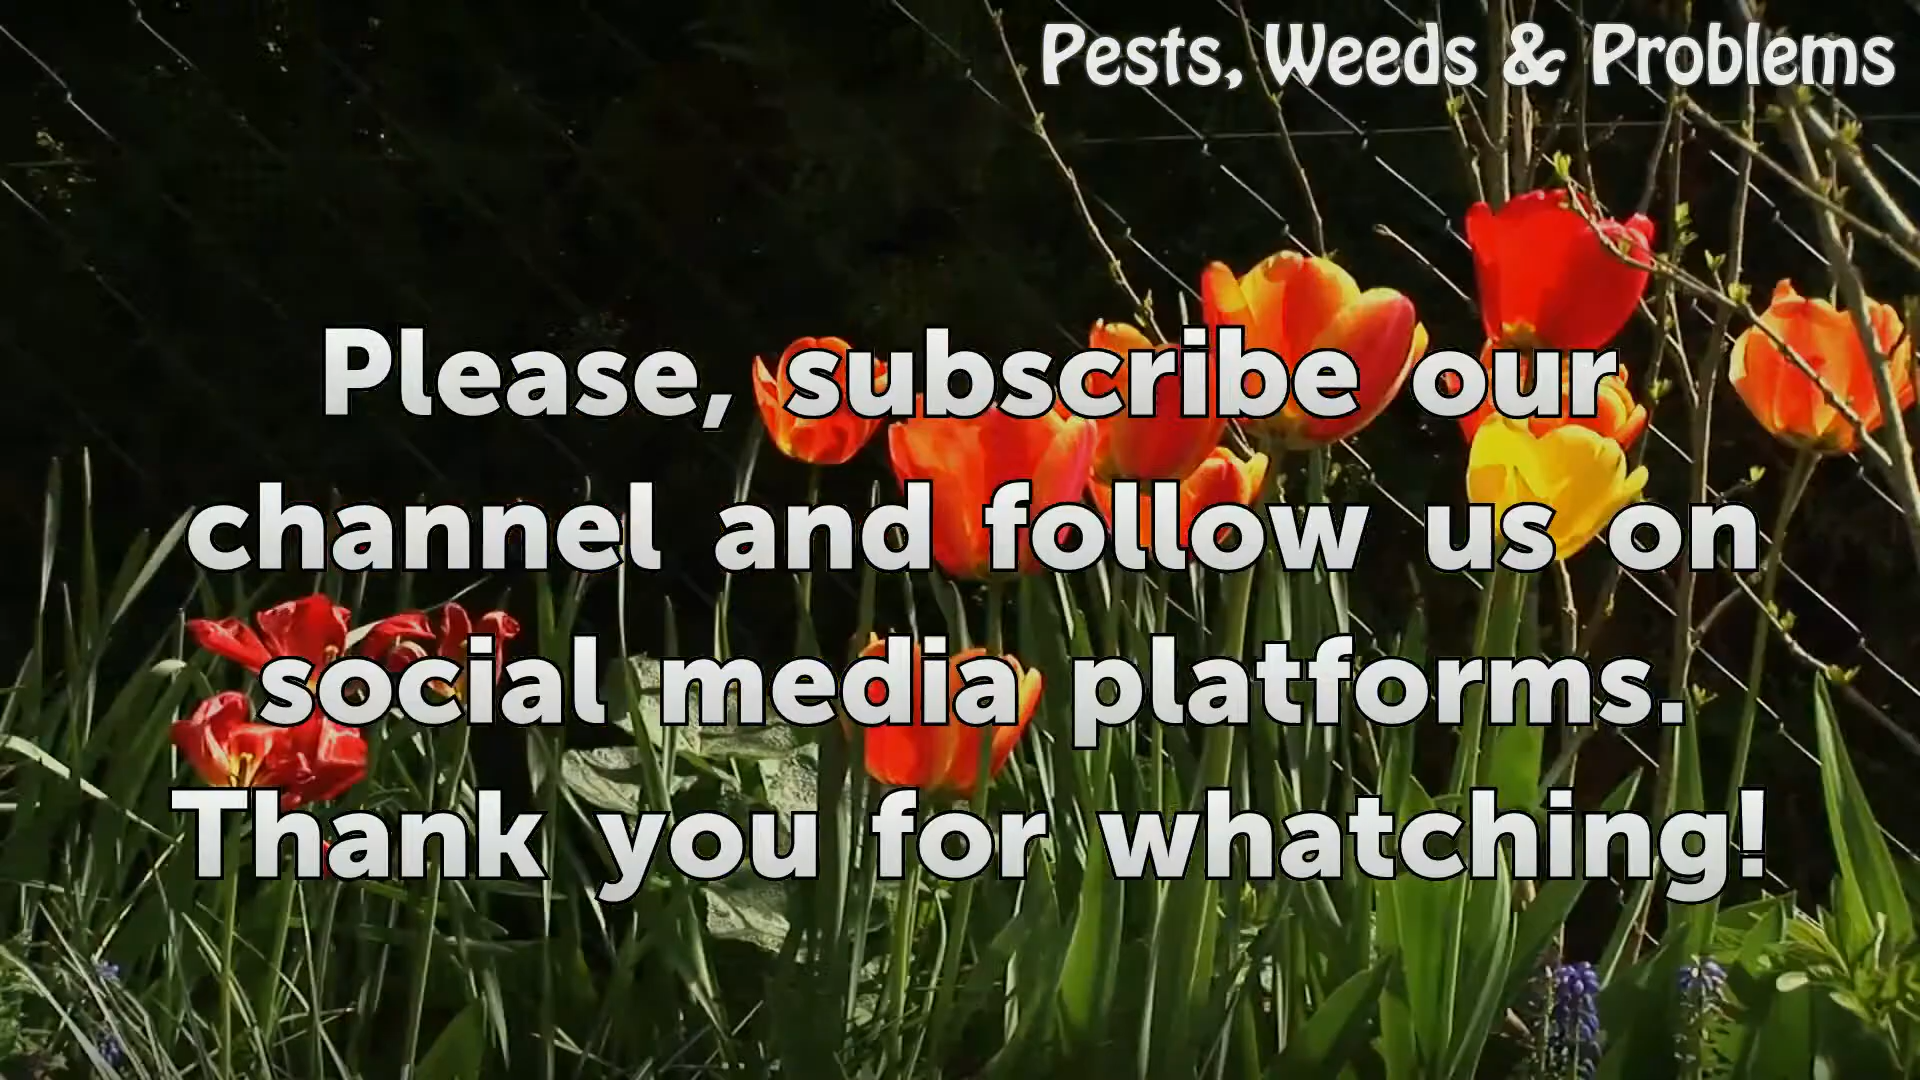 Pests, Weeds & Problems
Please, subscribe our
channel and follow us on
social media platforms.
Thank you for whatching!